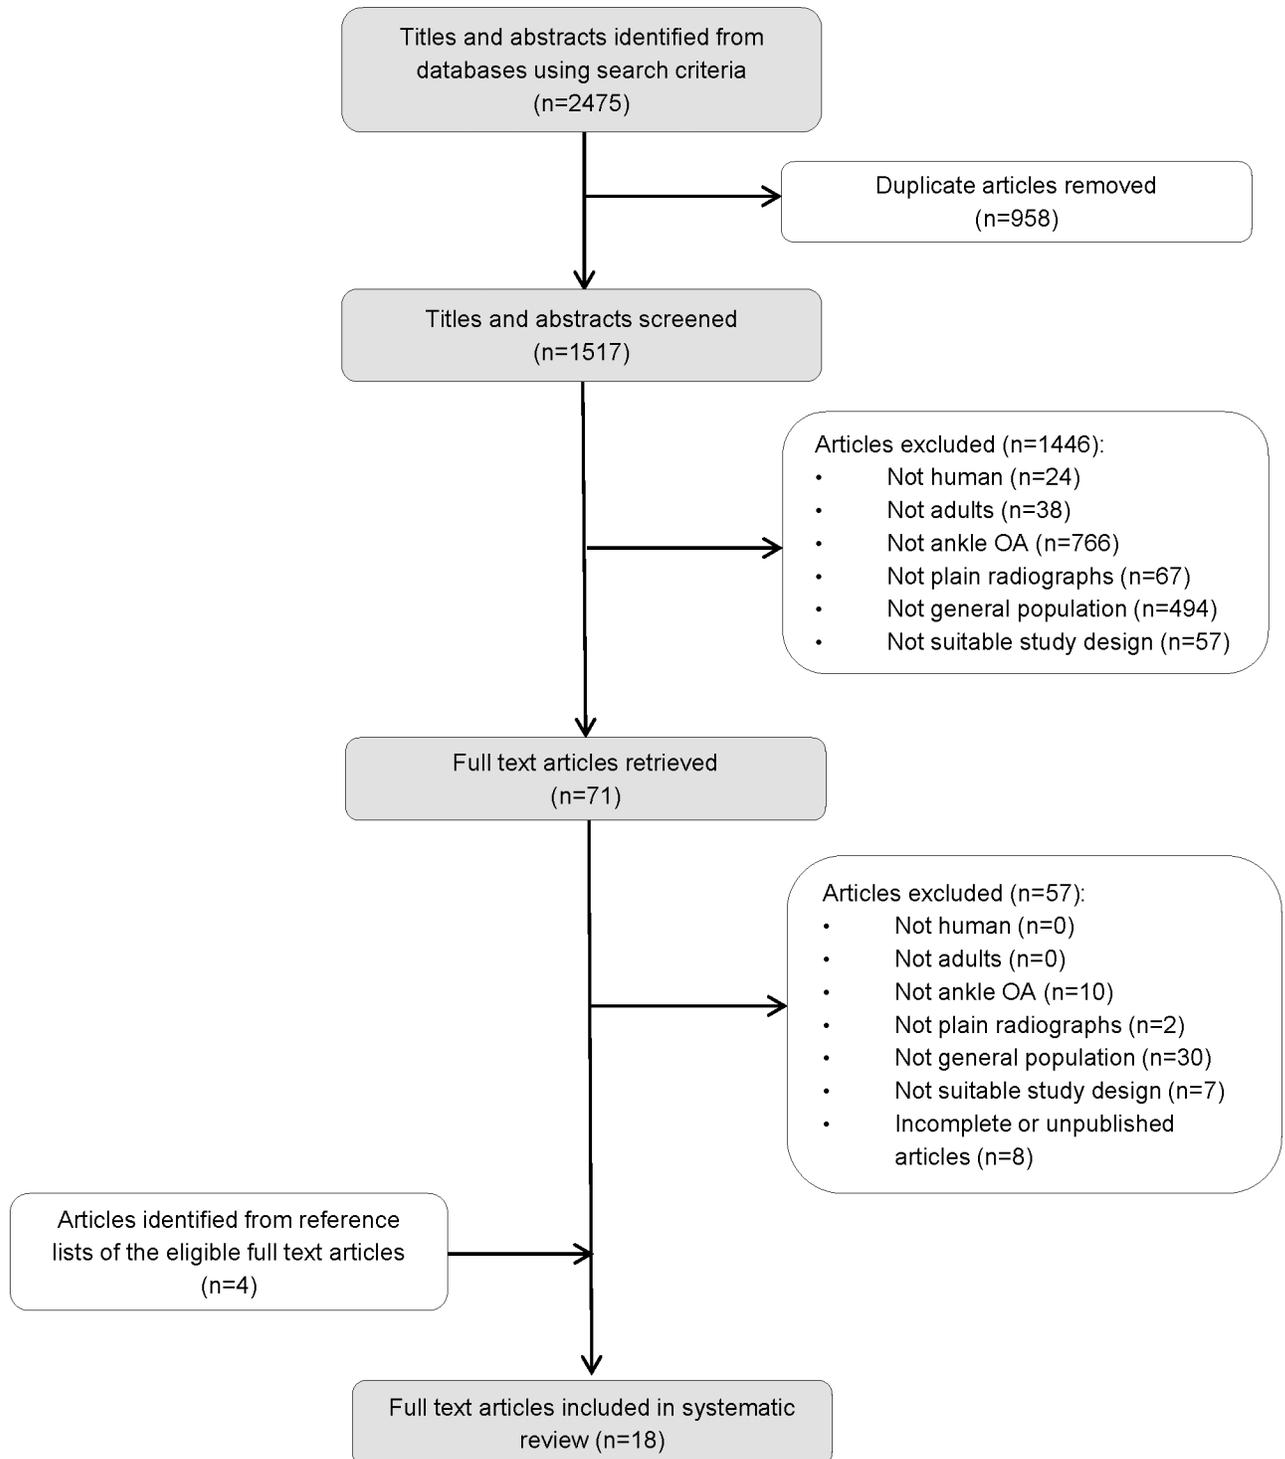 Titles and abstracts identified from
databases using search criteria
(n=2475)
Duplicate articles removed
(n=958)
Titles and abstracts screened
(n=1517)
Articles excluded (n=1446):
• Not human (n=24)
• Not adults (n=38)
• Not ankle OA (n=766)
• Not plain radiographs (n=67)
• Not general population (n=494)
• Not suitable study design (n=57)
Full text articles retrieved
(n=71)
Articles excluded (n=57):
• Not human (n=0)
• Not adults (n=0)
• Not ankle OA (n=10)
• Not plain radiographs (n=2)
• Not general population (n=30)
• Not suitable study design (n=7)
• Incomplete or unpublished
articles (n=8)
Articles identified from reference
lists of the eligible full text articles
(n=4)
Full text articles included in systematic
review (n=18)